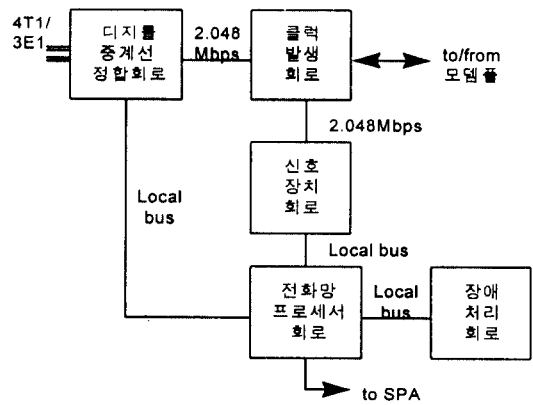 4T1/
3E1
디지틀
중계선
정합회로
2.048
Mbps
클럭
발생
회로
to/from
모뎀풀
2.048Mbps
신호
장치
회로
Local
bus
Local bus
전화망
프로세서
회로
Local
bus
장애
처리
회로
to SPA